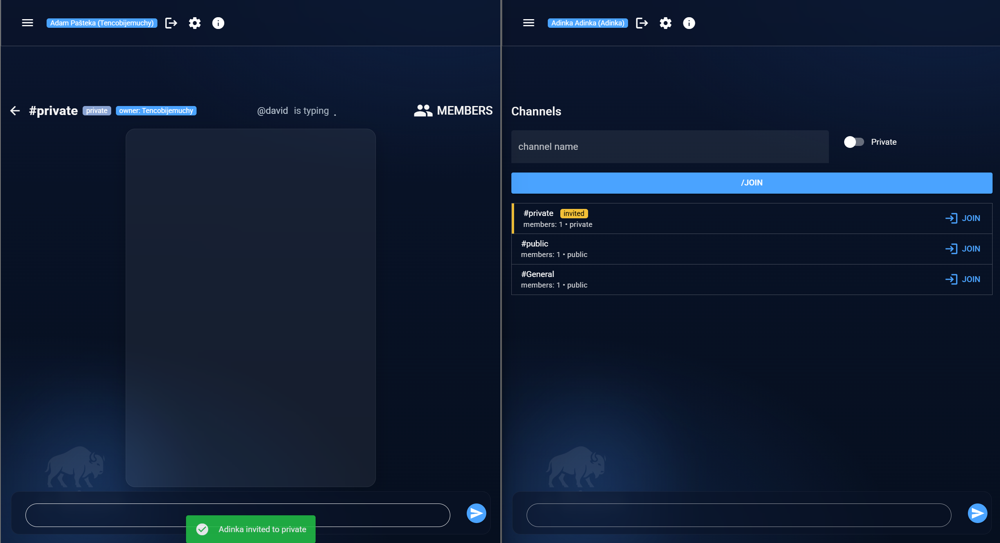 Adam Pašteka (Tencobijemuchy)
#private private owner: Tencobijemuchy @david is typing . MEMBERS
Adinka invited to private
Adinka Adinka (Adinka)
Channels
channel name
Private
/JOIN
#private invited
members: 1 • private
JOIN
#public
members: 1 • public
JOIN
#General
members: 1 • public
JOIN